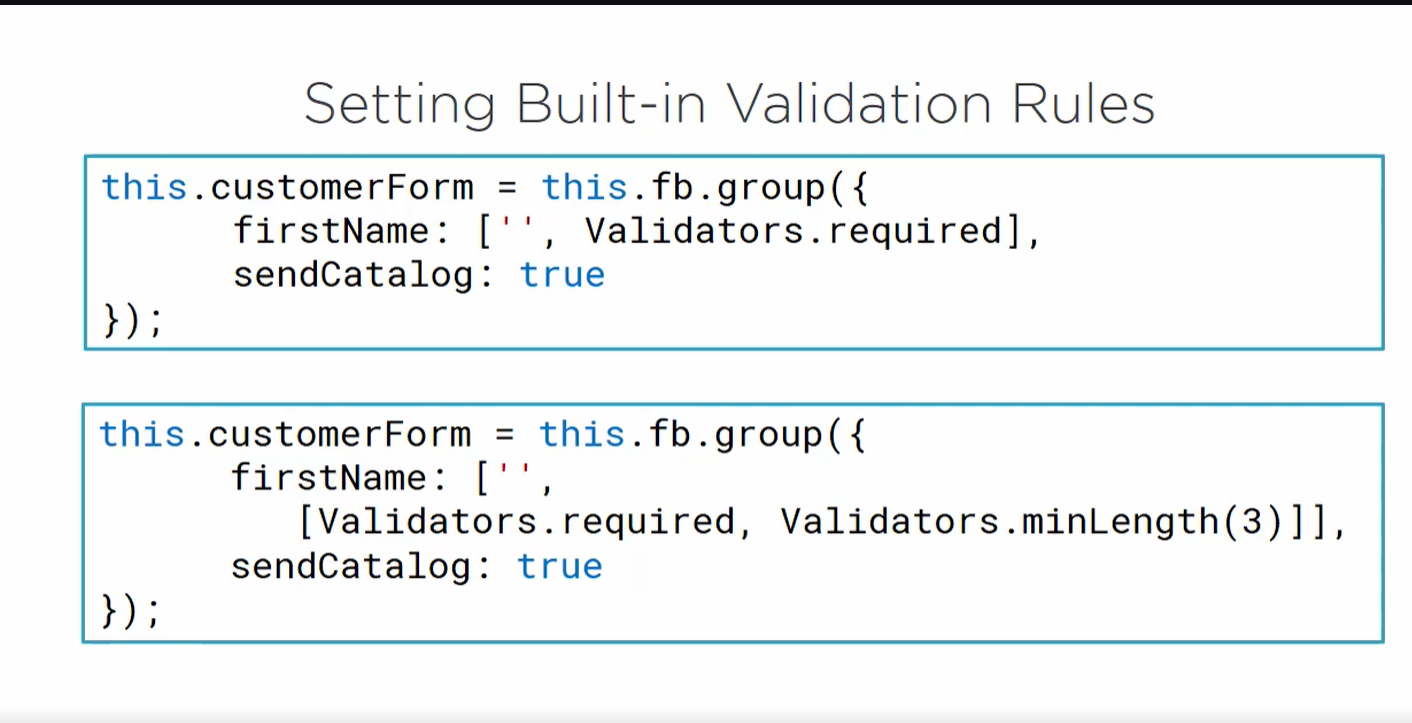 Setting Built-in Validation Rules
this.customerForm = this.fb.group({
firstName: ['', Validators.required],
sendCatalog: true
});
this.customerForm = this.fb.group({
firstName: ['',
[Validators.required, Validators.minLength(3)]],
sendCatalog: true
});